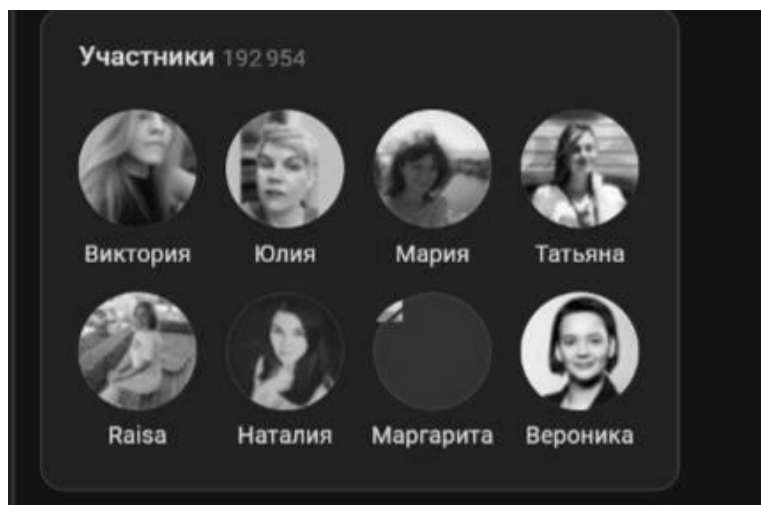 Участники 192 954
Виктория Юлия Мария Татьяна
Raisa Наталия Маргарита Вероника